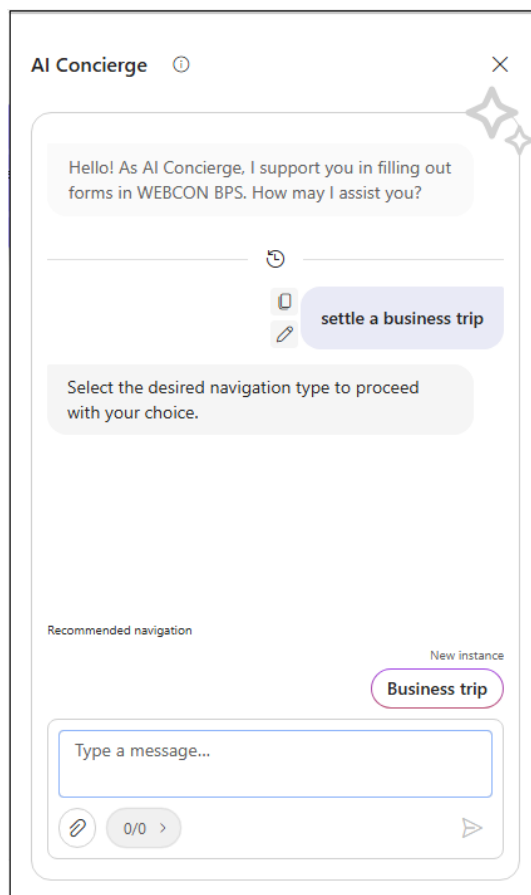 AI Concierge
Hello! As AI Concierge, I support you in filling out
forms in WEBCON BPS. How may I assist you?
settle a business trip
Select the desired navigation type to proceed
with your choice.
Recommended navigation
New instance
Business trip
Type a message...
0/0